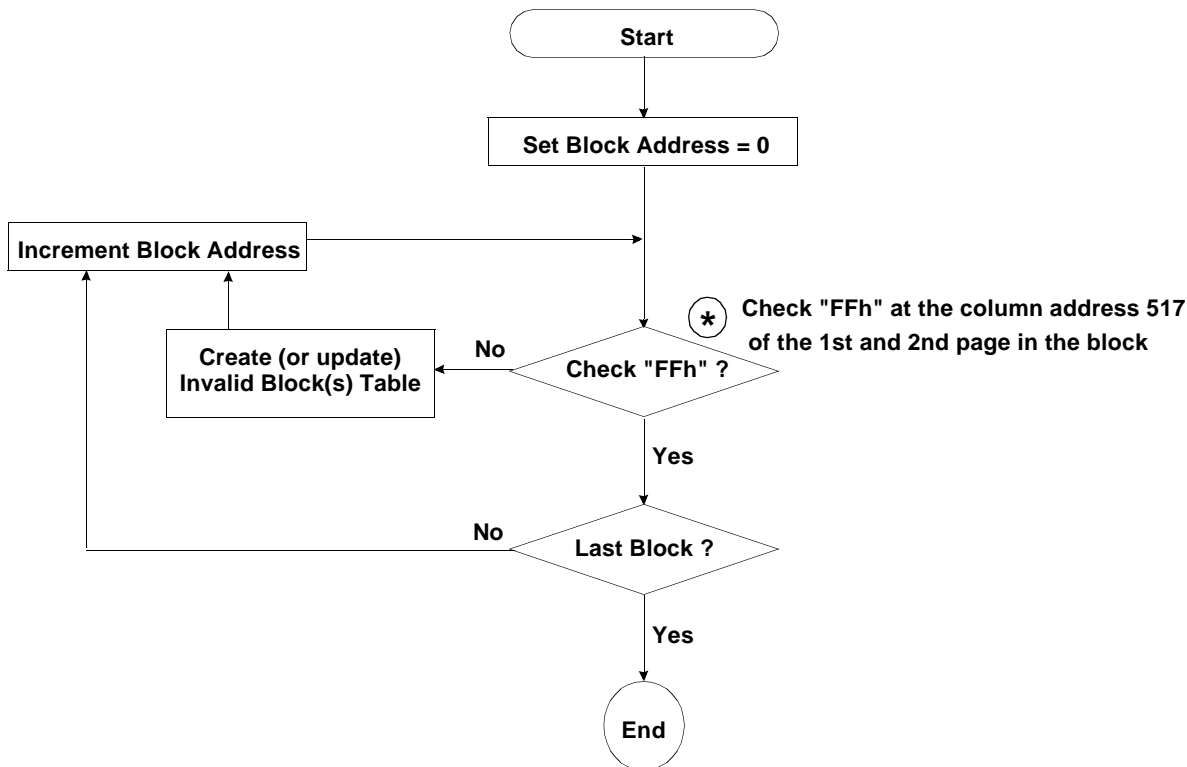 Start
Set Block Address = 0
Increment Block Address
* Check "FFh" at the column address 517
of the 1st and 2nd page in the block
Create (or update)
Invalid Block(s) Table
No
Check "FFh" ?
Yes
No
Last Block ?
Yes
End